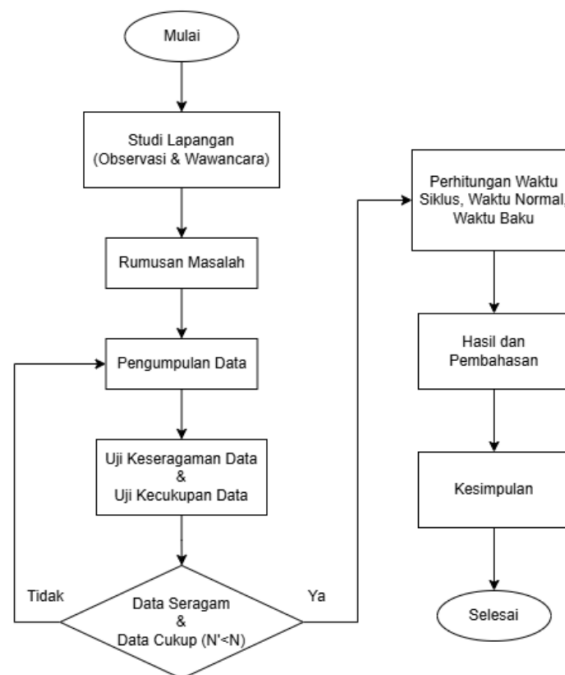 Mulai
Studi Lapangan
(Observasi & Wawancara)
Rumusan Masalah
Pengumpulan Data
Uji Keseragaman Data
&
Uji Kecukupan Data
Data Seragam
&
Data Cukup (N'<N)
Tidak
Ya
Perhitungan Waktu
Siklus, Waktu Normal,
Waktu Baku
Hasil dan
Pembahasan
Kesimpulan
Selesai